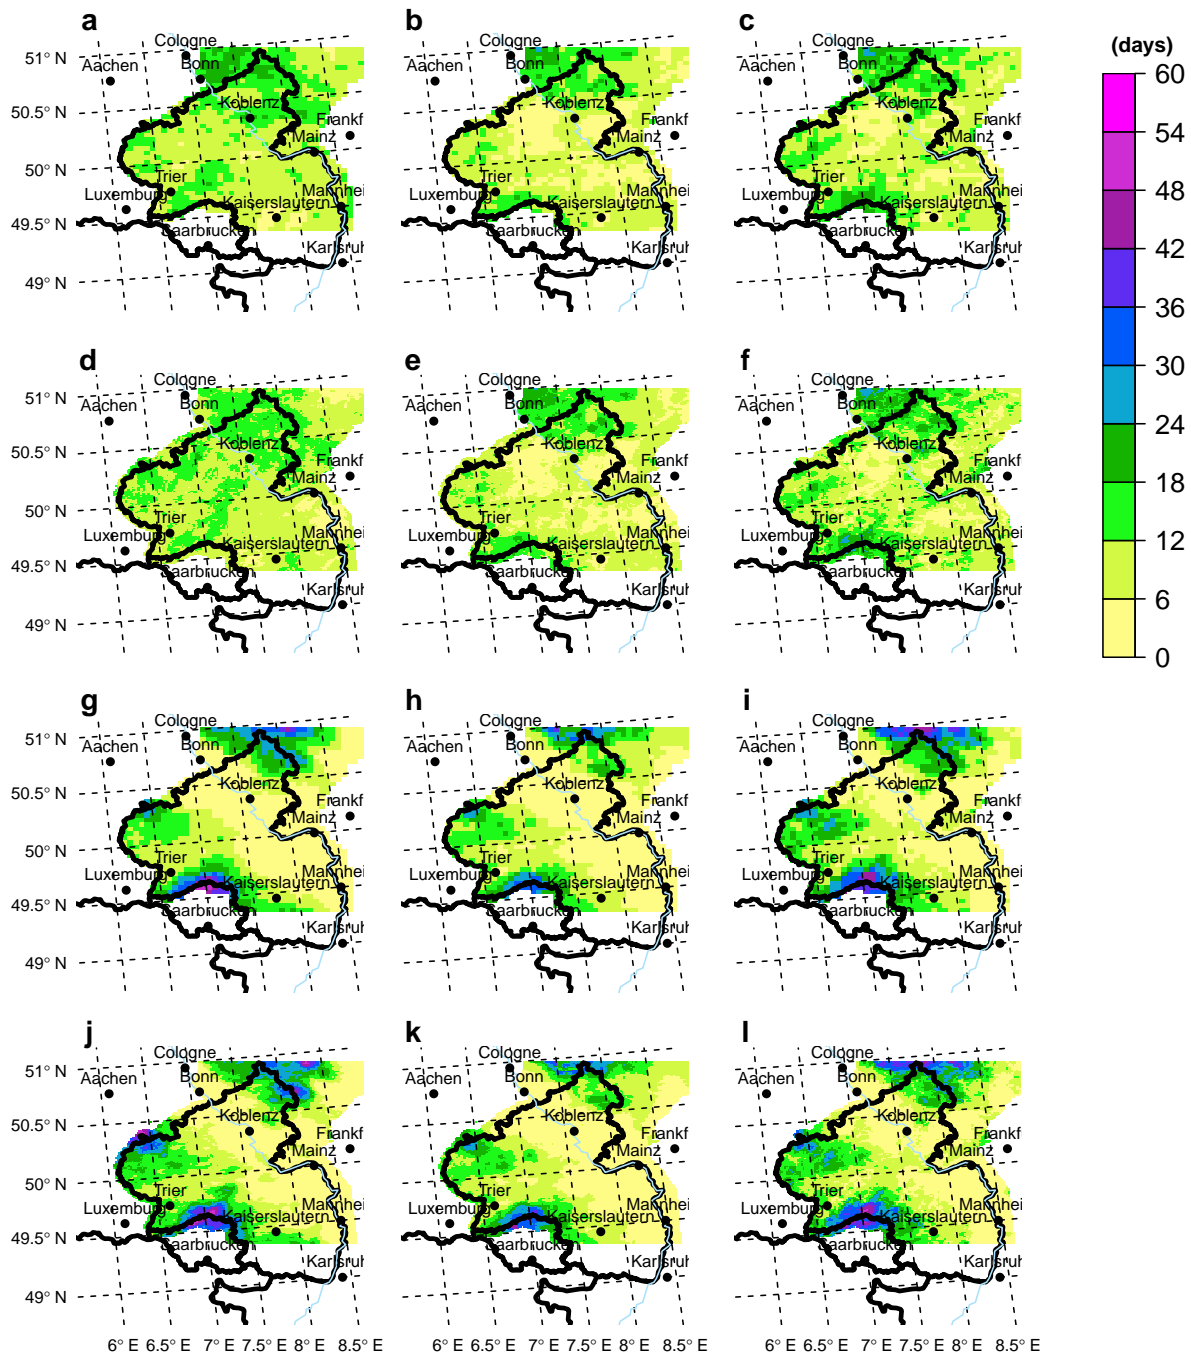 a b c
(days)
60
54
48
42
36
30
24
18
12
6
0
51° N
50.5° N
50° N
49.5° N
49° N
Cologne
Aachen
Bonn
Koblenz
Frankf
Mainz
Trier
Luxemburg
Mannhei
Kaiserslautern
Saarbrucken
Karlsruh
Cologne
Bonn
Aachen
Koblenz
Frankf
Mainz
Trier
Luxemburg
Mannhei
Kaiserslautern
Saarbrucken
Karlsruh
Cologne
Bonn
Aachen
Koblenz
Frankf
Mainz
Trier
Luxemburg
Mannhei
Kaiserslautern
Saarbrucken
Karlsruh
d e f
51° N
50.5° N
50° N
49.5° N
49° N
Cologne
Aachen
Bonn
Koblenz
Frankf
Mainz
Trier
Luxemburg
Mannhei
Kaiserslautern
Saarbrucken
Karlsruh
Cologne
Aachen
Bonn
Koblenz
Frankf
Mainz
Trier
Luxemburg
Mannhei
Kaiserslautern
Saarbrucken
Karlsruh
Cologne
Aachen
Bonn
Koblenz
Frankf
Mainz
Trier
Luxemburg
Mannhei
Kaiserslautern
Saarbrucken
Karlsruh
g h i
51° N
50.5° N
50° N
49.5° N
49° N
Cologne
Aachen
Bonn
Koblenz
Frankf
Mainz
Trier
Luxemburg
Mannhei
Kaiserslautern
Saarbrucken
Karlsruh
Cologne
Aachen
Bonn
Koblenz
Frankf
Mainz
Trier
Luxemburg
Mannhei
Kaiserslautern
Saarbrucken
Karlsruh
Cologne
Aachen
Bonn
Koblenz
Frankf
Mainz
Trier
Luxemburg
Mannhei
Kaiserslautern
Saarbrucken
Karlsruh
j k l
51° N
50.5° N
50° N
49.5° N
49° N
Cologne
Aachen
Bonn
Koblenz
Frankf
Mainz
Trier
Luxemburg
Mannhei
Kaiserslautern
Saarbrucken
Karlsruh
Cologne
Aachen
Bonn
Koblenz
Frankf
Mainz
Trier
Luxemburg
Mannhei
Kaiserslautern
Saarbrucken
Karlsruh
Cologne
Aachen
Bonn
Koblenz
Frankf
Mainz
Trier
Luxemburg
Mannhei
Kaiserslautern
Saarbrucken
Karlsruh
6° E 6.5° E 7° E 7.5° E 8° E 8.5° E
6° E 6.5° E 7° E 7.5° E 8° E 8.5° E
6° E 6.5° E 7° E 7.5° E 8° E 8.5° E